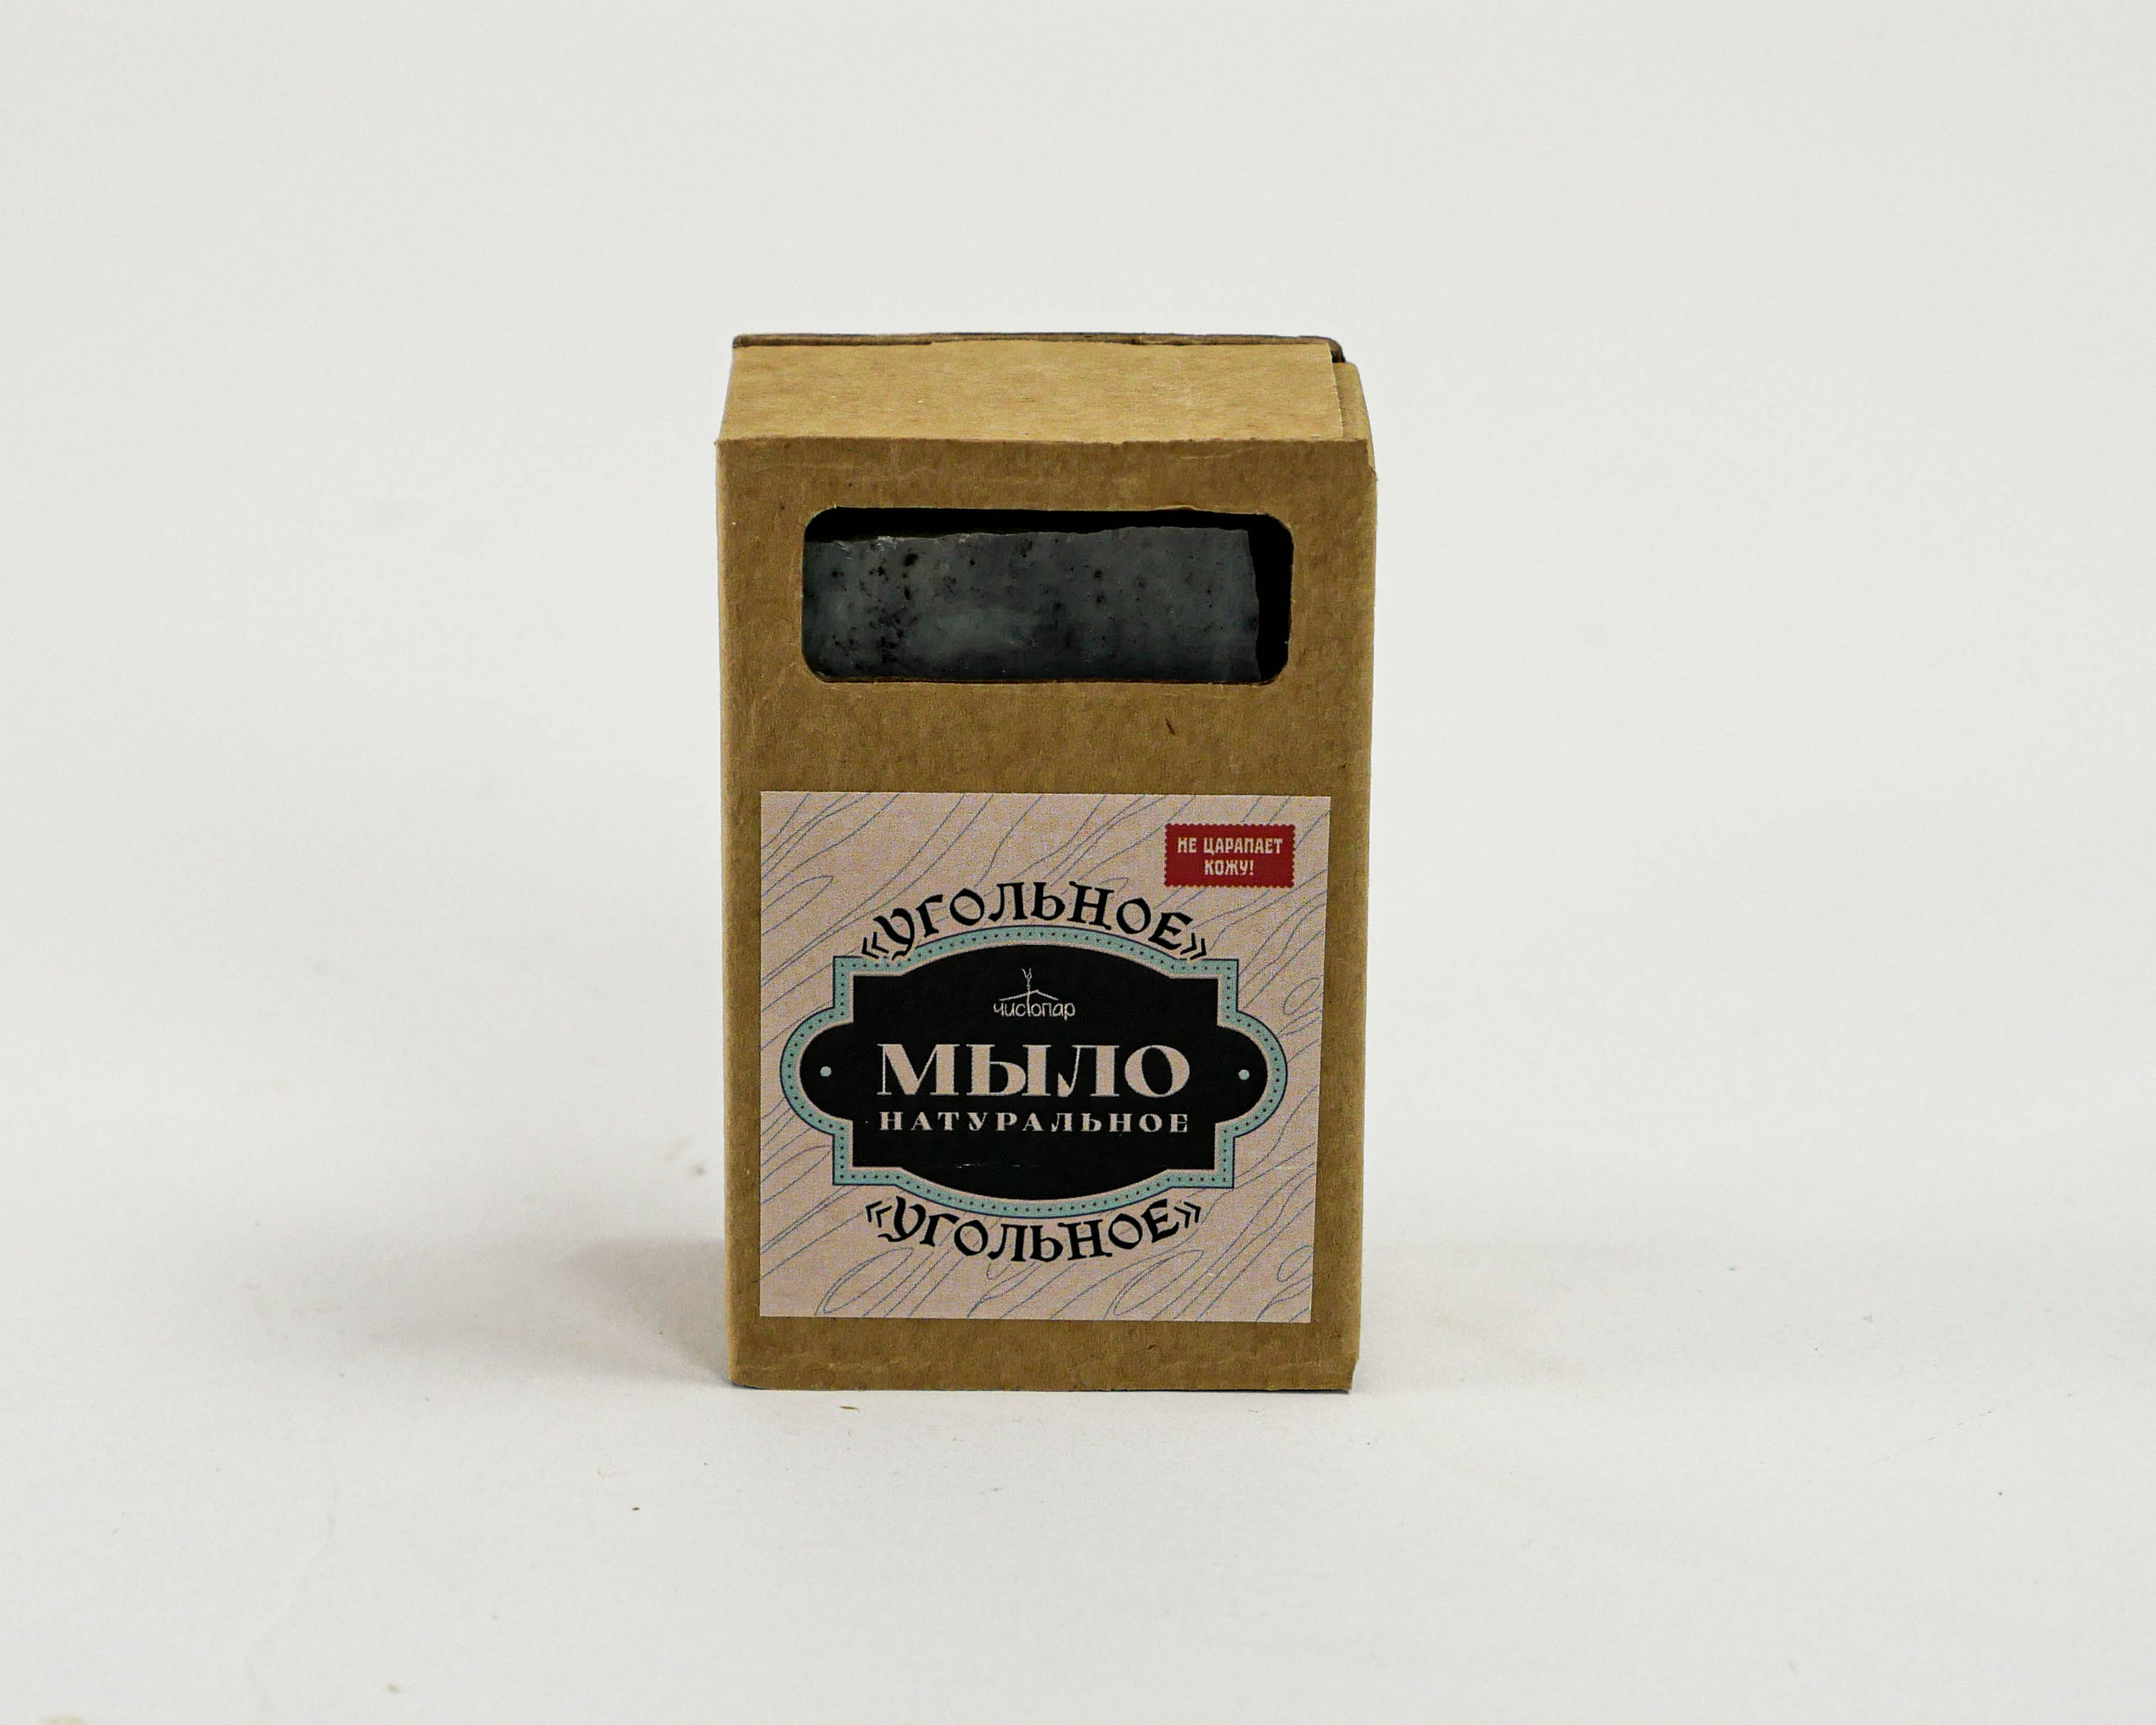 НЕ ЦАРАПАЕТ
КОЖУ!
«УГОЛЬНОЕ»
чистопар
МЫЛО
НАТУРАЛЬНОЕ
«УГОЛЬНОЕ»